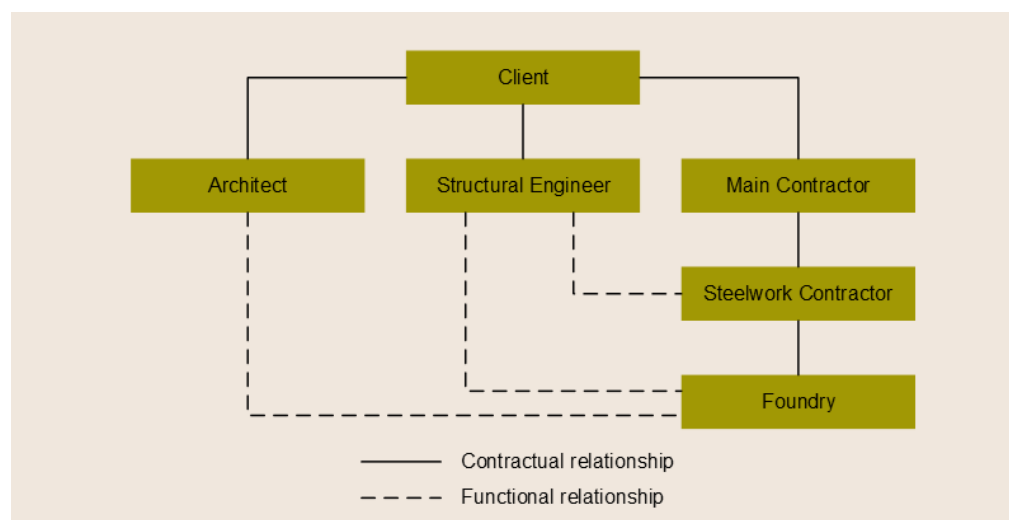 Client
Architect
Structural Engineer
Main Contractor
Steelwork Contractor
Foundry
Contractual relationship
Functional relationship